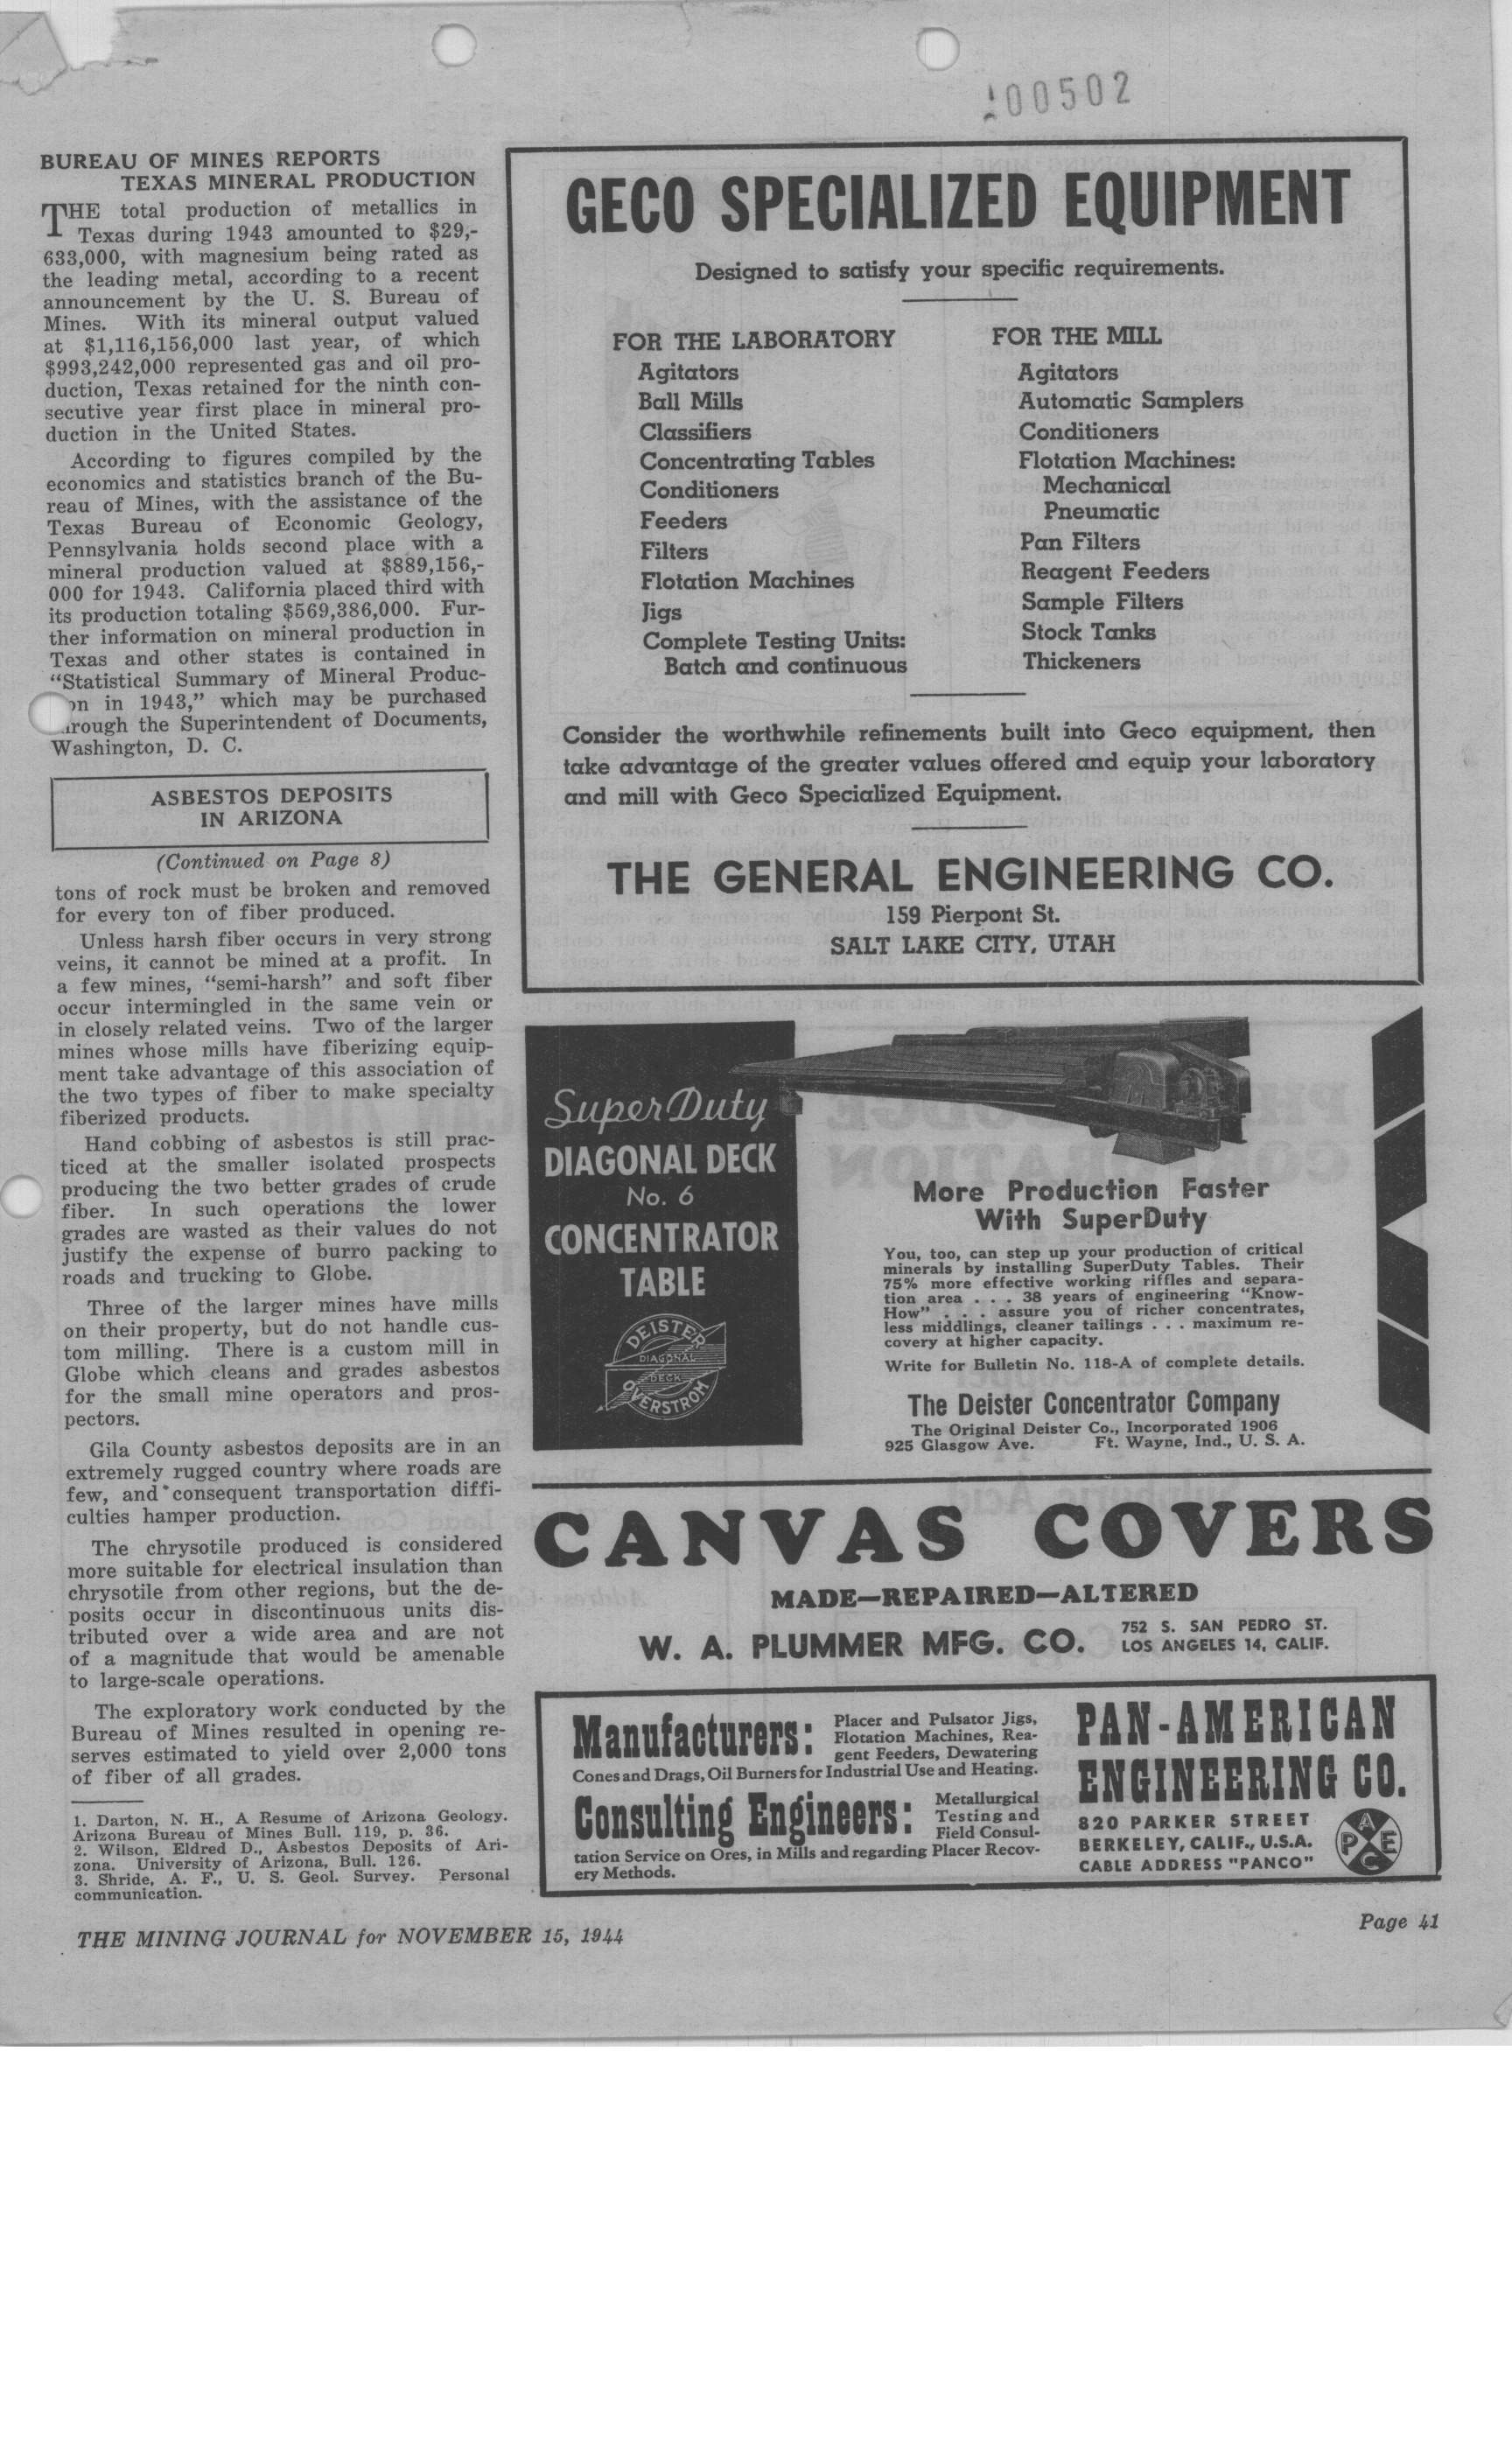 00502
BUREAU OF MINES REPORTS
TEXAS MINERAL PRODUCTION
THE total production of metallics in
Texas during 1943 amounted to $29,-
633,000, with magnesium being rated as
the leading metal, according to a recent
announcement by the U. S. Bureau of
Mines. With its mineral output valued
at $1,116,156,000 last year, of which
$993,242,000 represented gas and oil pro-
duction, Texas retained for the ninth con-
secutive year first place in mineral pro-
duction in the United States.
According to figures compiled by the
economics and statistics branch of the Bu-
reau of Mines, with the assistance of the
Texas Bureau of Economic Geology,
Pennsylvania holds second place with a
mineral production valued at $889,156,-
000 for 1943. California placed third with
its production totaling $569,386,000. Fur-
ther information on mineral production in
Texas and other states is contained in
"Statistical Summary of Mineral Produc-
on in 1943," which may be purchased
rough the Superintendent of Documents,
Washington, D. C.
ASBESTOS DEPOSITS
IN ARIZONA
(Continued on Page 8)
tons of rock must be broken and removed
for every ton of fiber produced.
Unless harsh fiber occurs in very strong
veins, it cannot be mined at a profit. In
a few mines, "semi-harsh" and soft fiber
occur intermingled in the same vein or
in closely related veins. Two of the larger
mines whose mills have fiberizing equip-
ment take advantage of this association of
the two types of fiber to make specialty
fiberized products.
Hand cobbing of asbestos is still prac-
ticed at the smaller isolated prospects
producing the two better grades of crude
fiber. In such operations the lower
grades are wasted as their values do not
justify the expense of burro packing to
roads and trucking to Globe.
Three of the larger mines have mills
on their property, but do not handle cus-
tom milling. There is a custom mill in
Globe which cleans and grades asbestos
for the small mine operators and pros-
pectors.
Gila County asbestos deposits are in an
extremely rugged country where roads are
few, and consequent transportation diffi-
culties hamper production.
The chrysotile produced is considered
more suitable for electrical insulation than
chrysotile from other regions, but the de-
posits occur in discontinuous units dis-
tributed over a wide area and are not
of a magnitude that would be amenable
to large-scale operations.
The exploratory work conducted by the
Bureau of Mines resulted in opening re-
serves estimated to yield over 2,000 tons
of fiber of all grades.
1. Darton, N. H., A Resume of Arizona Geology.
Arizona Bureau of Mines Bull. 119, p. 36.
2. Wilson, Eldred D., Asbestos Deposits of Ari-
zona. University of Arizona, Bull. 126.
3. Shride, A. F., U. S. Geol. Survey. Personal
communication.
GECO SPECIALIZED EQUIPMENT
Designed to satisfy your specific requirements.
FOR THE LABORATORY
Agitators
Ball Mills
Classifiers
Concentrating Tables
Conditioners
Feeders
Filters
Flotation Machines
Jigs
Complete Testing Units:
Batch and continuous
FOR THE MILL
Agitators
Automatic Samplers
Conditioners
Flotation Machines:
Mechanical
Pneumatic
Pan Filters
Reagent Feeders
Sample Filters
Stock Tanks
Thickeners
Consider the worthwhile refinements built into Geco equipment, then
take advantage of the greater values offered and equip your laboratory
and mill with Geco Specialized Equipment.
THE GENERAL ENGINEERING CO.
159 Pierpont St.
SALT LAKE CITY, UTAH
SuperDuty
DIAGONAL DECK
No. 6
CONCENTRATOR
TABLE
DEISTER
DIAGONAL
DECK
OVERSTROM
More Production Faster
With SuperDuty
You, too, can step up your production of critical
minerals by installing SuperDuty Tables. Their
75% more effective working riffles and separa-
tion area . . . 38 years of engineering "Know-
How" . . . assure you of richer concentrates,
less middlings, cleaner tailings . . . maximum re-
covery at higher capacity.
Write for Bulletin No. 118-A of complete details.
The Deister Concentrator Company
The Original Deister Co., Incorporated 1906
925 Glasgow Ave. Ft. Wayne, Ind., U. S. A.
CANVAS COVERS
MADE—REPAIRED—ALTERED
W. A. PLUMMER MFG. CO.
752 S. SAN PEDRO ST.
LOS ANGELES 14, CALIF.
Manufacturers: Placer and Pulsator Jigs,
Flotation Machines, Rea-
gent Feeders, Dewatering
Cones and Drags, Oil Burners for Industrial Use and Heating.
Consulting Engineers: Metallurgical
Testing and
Field Consul-
tation Service on Ores, in Mills and regarding Placer Recov-
ery Methods.
PAN-AMERICAN
ENGINEERING CO.
820 PARKER STREET
BERKELEY, CALIF., U.S.A.
CABLE ADDRESS "PANCO"
A
P E
C
THE MINING JOURNAL for NOVEMBER 15, 1944
Page 41